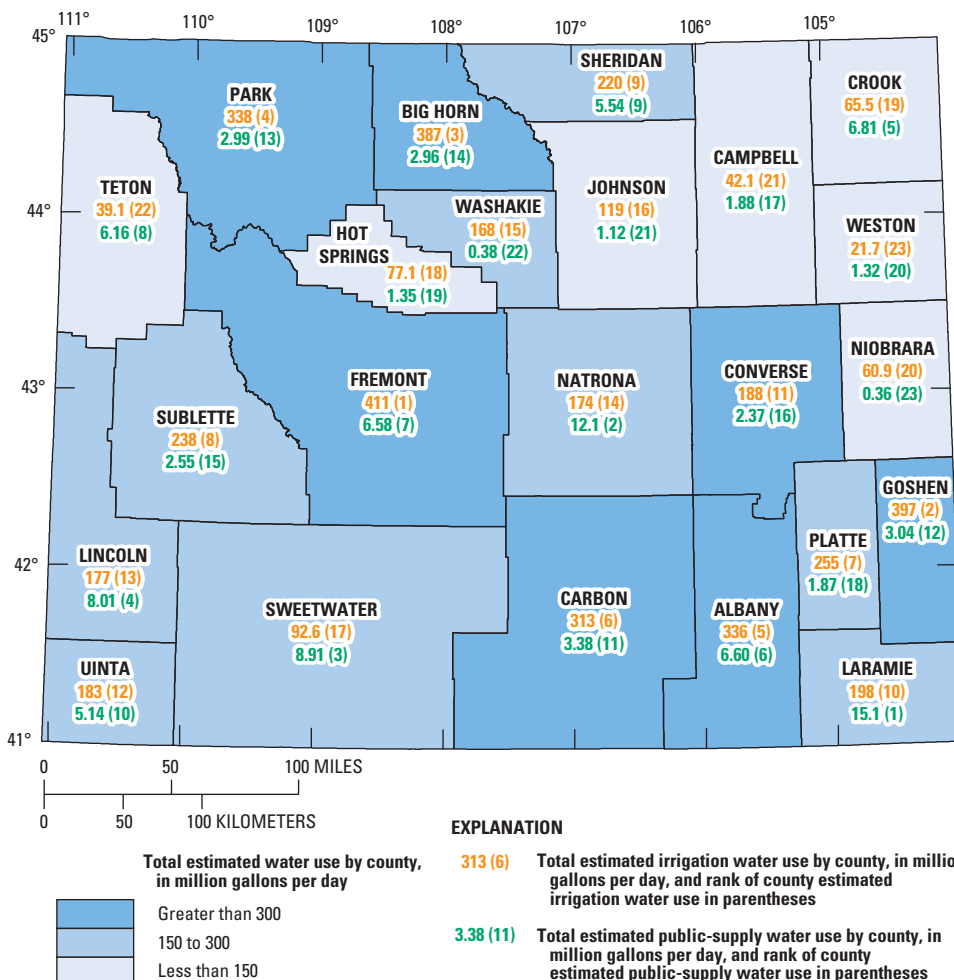 111°
110°
109°
108°
107°
106°
105°
45°
44°
43°
42°
41°
PARK
338 (4)
2.99 (13)
BIG HORN
387 (3)
2.96 (14)
SHERIDAN
220 (9)
5.54 (9)
CROOK
65.5 (19)
6.81 (5)
CAMPBELL
42.1 (21)
1.88 (17)
TETON
39.1 (22)
6.16 (8)
JOHNSON
119 (16)
1.12 (21)
WASHAKIE
168 (15)
0.38 (22)
HOT
SPRINGS
77.1 (18)
1.35 (19)
WESTON
21.7 (23)
1.32 (20)
NIOBRARA
60.9 (20)
0.36 (23)
FREMONT
411 (1)
6.58 (7)
NATRONA
174 (14)
12.1 (2)
CONVERSE
188 (11)
2.37 (16)
SUBLETTE
238 (8)
2.55 (15)
GOSHEN
397 (2)
3.04 (12)
PLATTE
255 (7)
1.87 (18)
LINCOLN
177 (13)
8.01 (4)
SWEETWATER
92.6 (17)
8.91 (3)
CARBON
313 (6)
3.38 (11)
ALBANY
336 (5)
6.60 (6)
UINTA
183 (12)
5.14 (10)
LARAMIE
198 (10)
15.1 (1)
0 50 100 MILES
0 50 100 KILOMETERS
EXPLANATION
Total estimated water use by county,
in million gallons per day
Greater than 300
150 to 300
Less than 150
313 (6) Total estimated irrigation water use by county, in millio
gallons per day, and rank of county estimated
irrigation water use in parentheses
3.38 (11) Total estimated public-supply water use by county, in
million gallons per day, and rank of county
estimated public-supply water use in parentheses